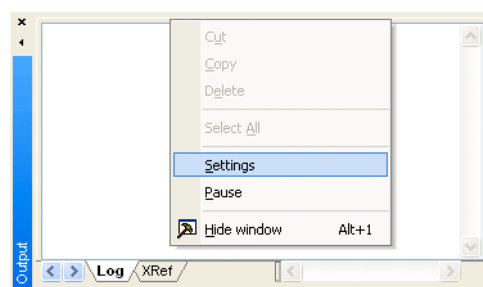 Cut
Copy
Delete
Select All
Settings
Pause
Hide window Alt+1
Output
Log XRef